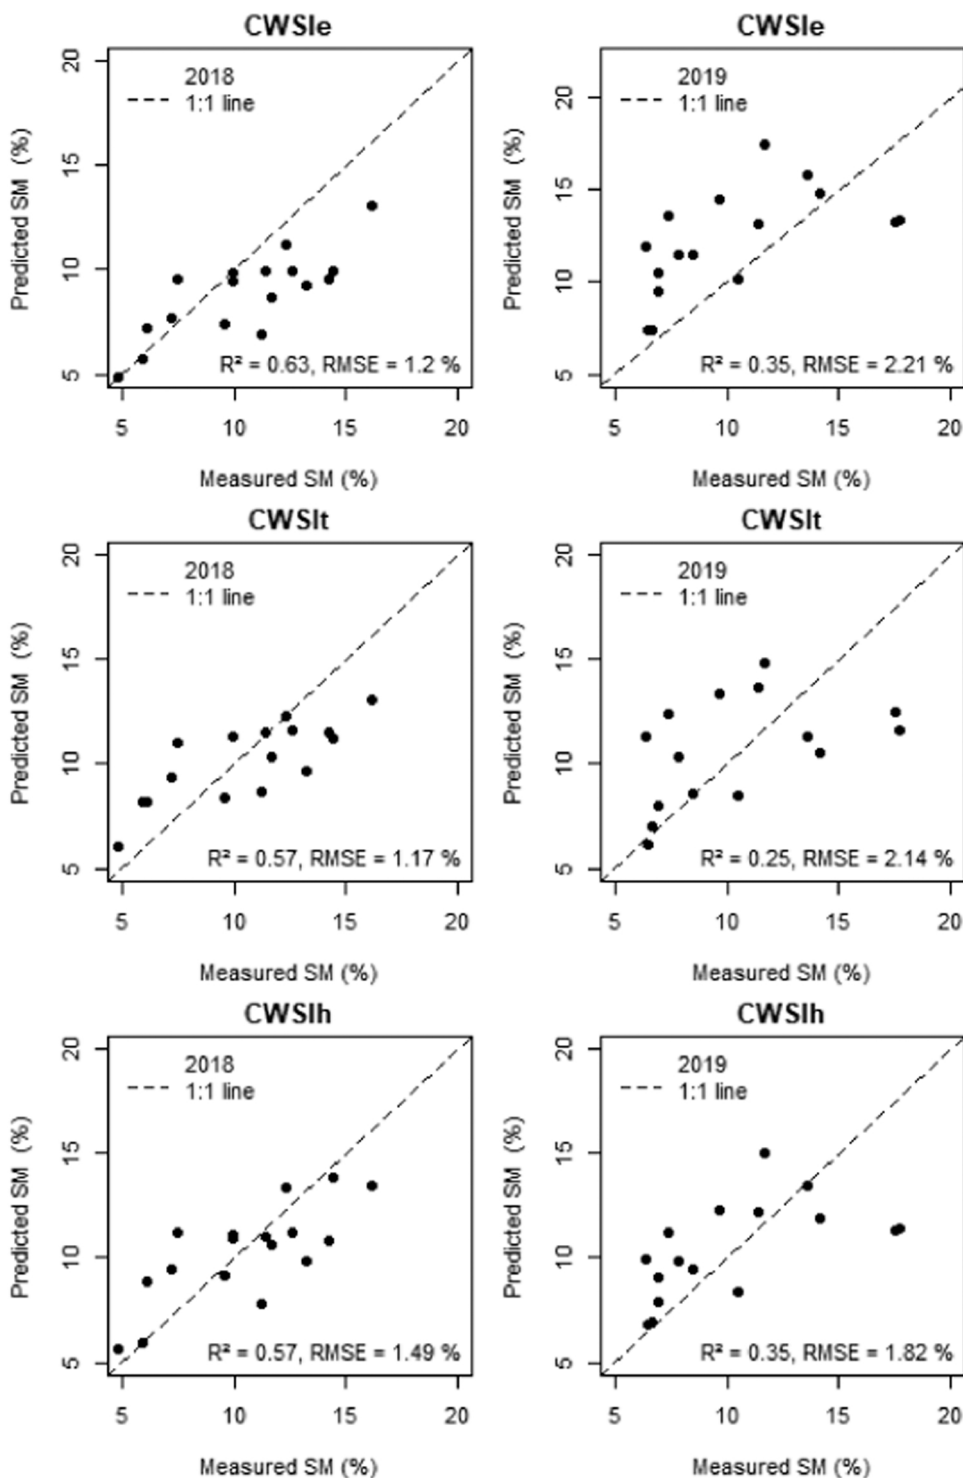 CWSIe
20
15
10
5
Predicted SM (%)
2018
1:1 line
R² = 0.63, RMSE = 1.2 %
5 10 15 20
Measured SM (%)
CWSIe
20
15
10
5
Predicted SM (%)
2019
1:1 line
R² = 0.35, RMSE = 2.21 %
5 10 15 20
Measured SM (%)
CWSIt
20
15
10
5
Predicted SM (%)
2018
1:1 line
R² = 0.57, RMSE = 1.17 %
5 10 15 20
Measured SM (%)
CWSIt
20
15
10
5
Predicted SM (%)
2019
1:1 line
R² = 0.25, RMSE = 2.14 %
5 10 15 20
Measured SM (%)
CWSIh
20
15
10
5
Predicted SM (%)
2018
1:1 line
R² = 0.57, RMSE = 1.49 %
5 10 15 20
Measured SM (%)
CWSIh
20
15
10
5
Predicted SM (%)
2019
1:1 line
R² = 0.35, RMSE = 1.82 %
5 10 15 20
Measured SM (%)